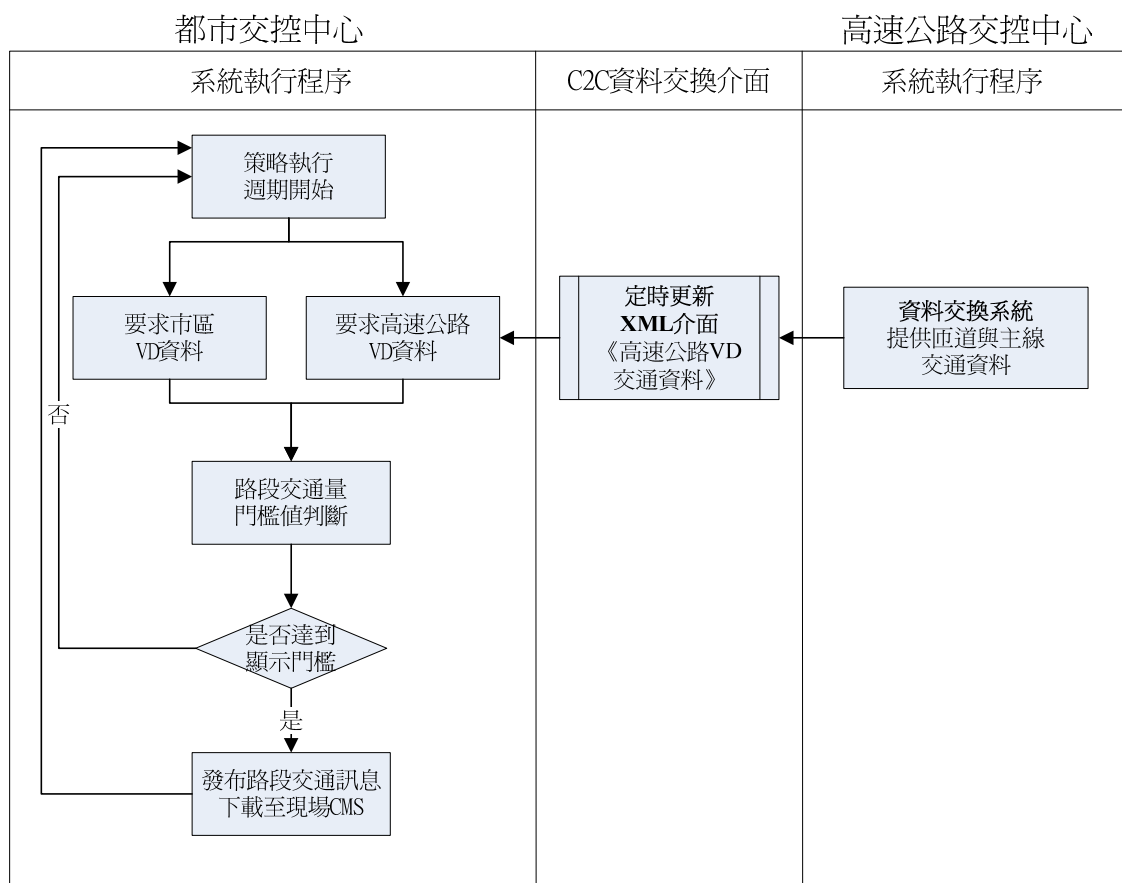 都市交控中心
高速公路交控中心
系統執行程序
C2C資料交換介面
系統執行程序
策略執行
週期開始
要求市區
VD資料
要求高速公路
VD資料
定時更新
XML介面
《高速公路VD
交通資料》
資料交換系統
提供匝道與主線
交通資料
否
路段交通量
門檻值判斷
是否達到
顯示門檻
是
發布路段交通訊息
下載至現場CMS